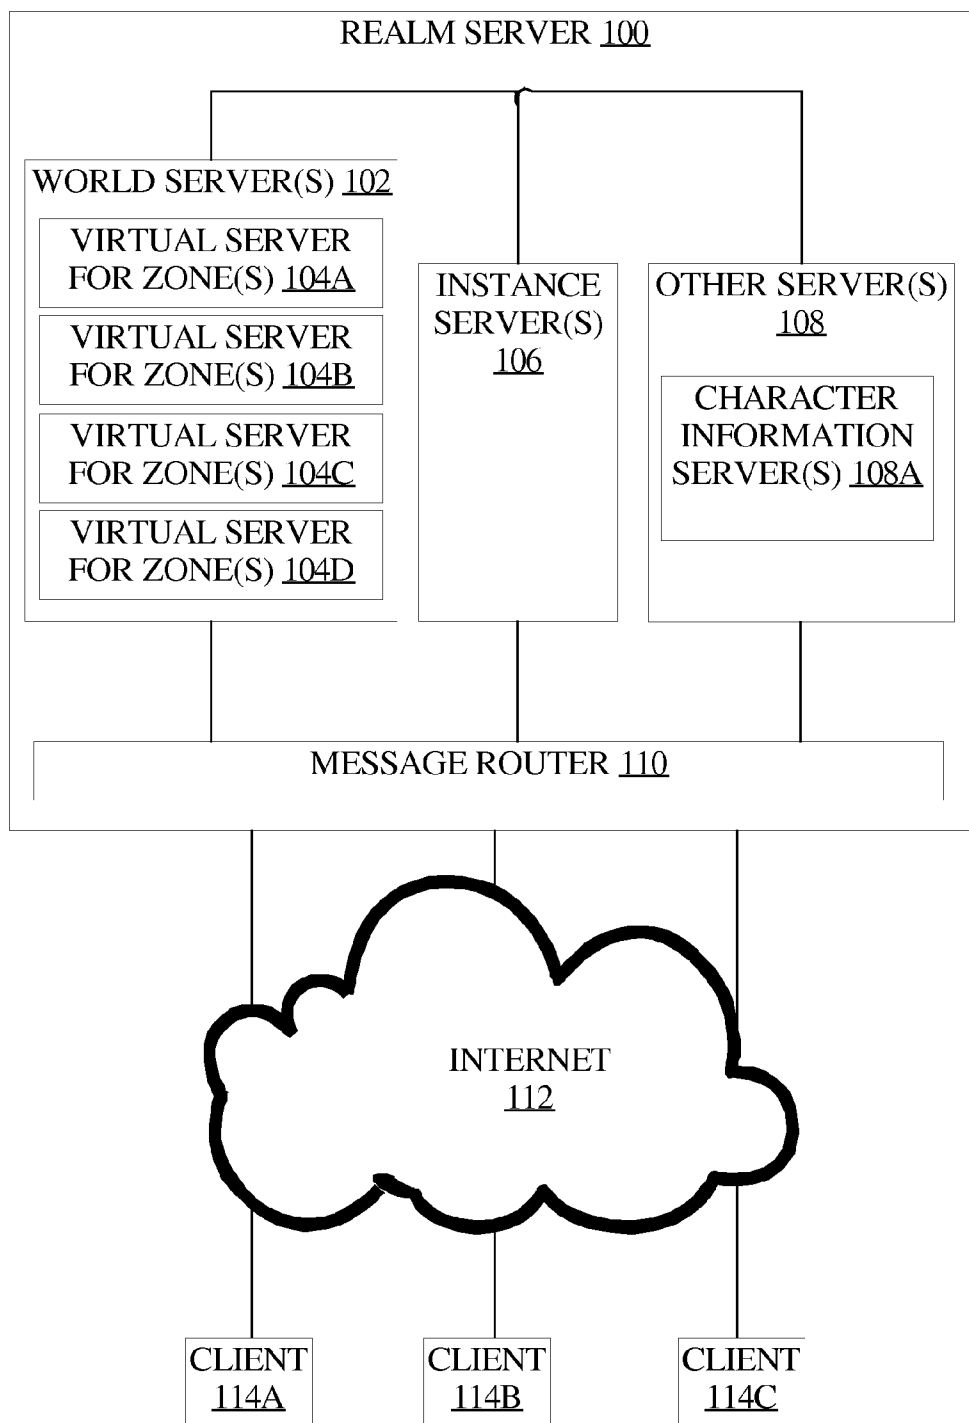 REALM SERVER 100
WORLD SERVER(S) 102
VIRTUAL SERVER
FOR ZONE(S) 104A
VIRTUAL SERVER
FOR ZONE(S) 104B
VIRTUAL SERVER
FOR ZONE(S) 104C
VIRTUAL SERVER
FOR ZONE(S) 104D
INSTANCE
SERVER(S)
106
OTHER SERVER(S)
108
CHARACTER
INFORMATION
SERVER(S) 108A
MESSAGE ROUTER 110
INTERNET
112
CLIENT
114A
CLIENT
114B
CLIENT
114C